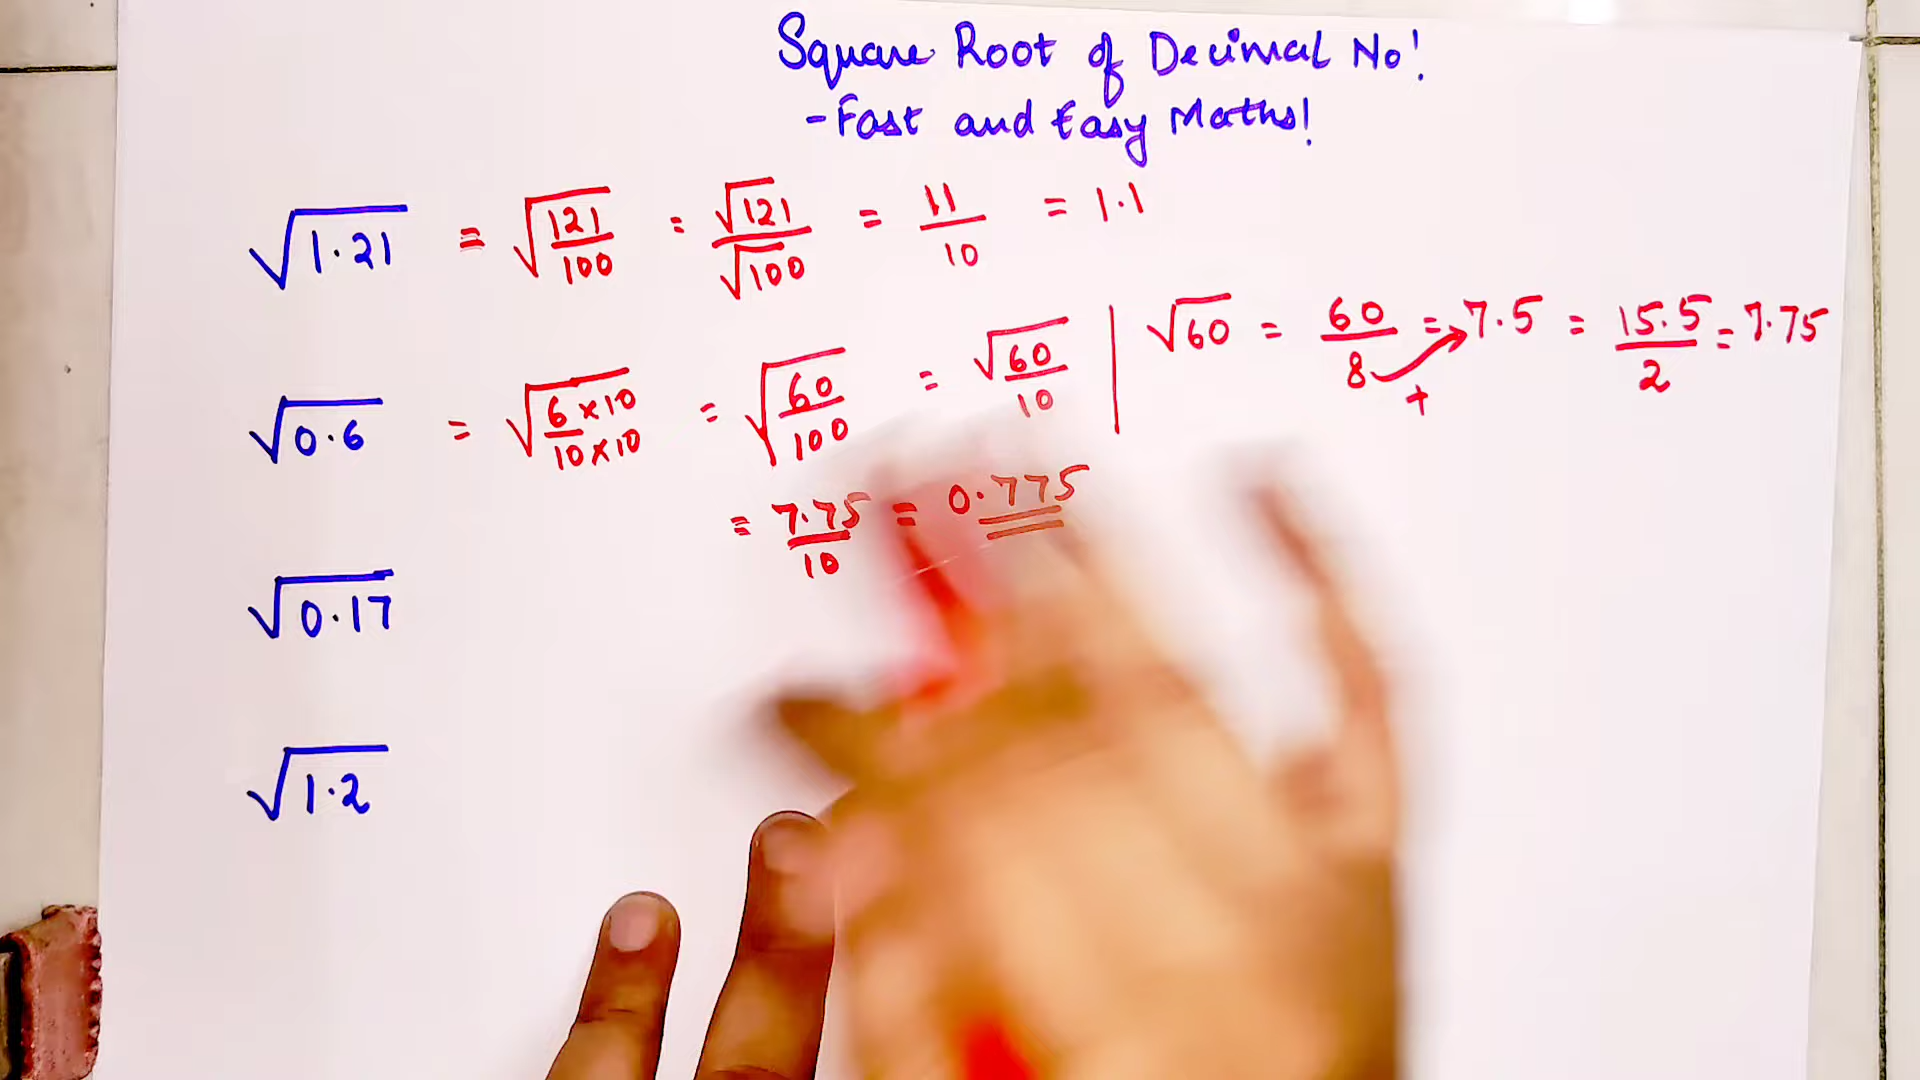 Square Root of Decimal No!
-Fast and Easy Maths!
√1.21 = √(121/100) = √121/√100 = 11/10 = 1.1
√0.6 = √(6×10/10×10) = √(60/100) = √60/10 | √60 = 60/8 = 7.5 = 15.5/2 = 7.75
+
= 7.75/10 = 0.775
√0.17
√1.2